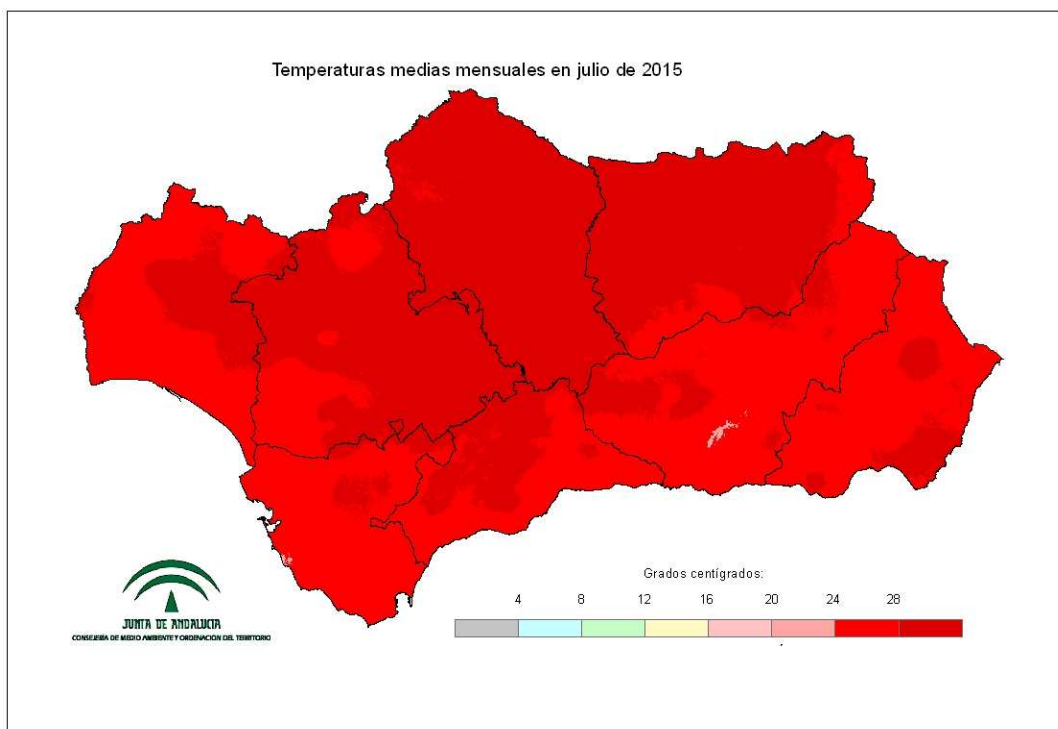 Temperaturas medias mensuales en julio de 2015
Grados centígrados:
4 8 12 16 20 24 28
JUNTA DE ANDALUCIA
CONSEJERÍA DE MEDIO AMBIENTE Y ORDENACIÓN DEL TERRITORIO